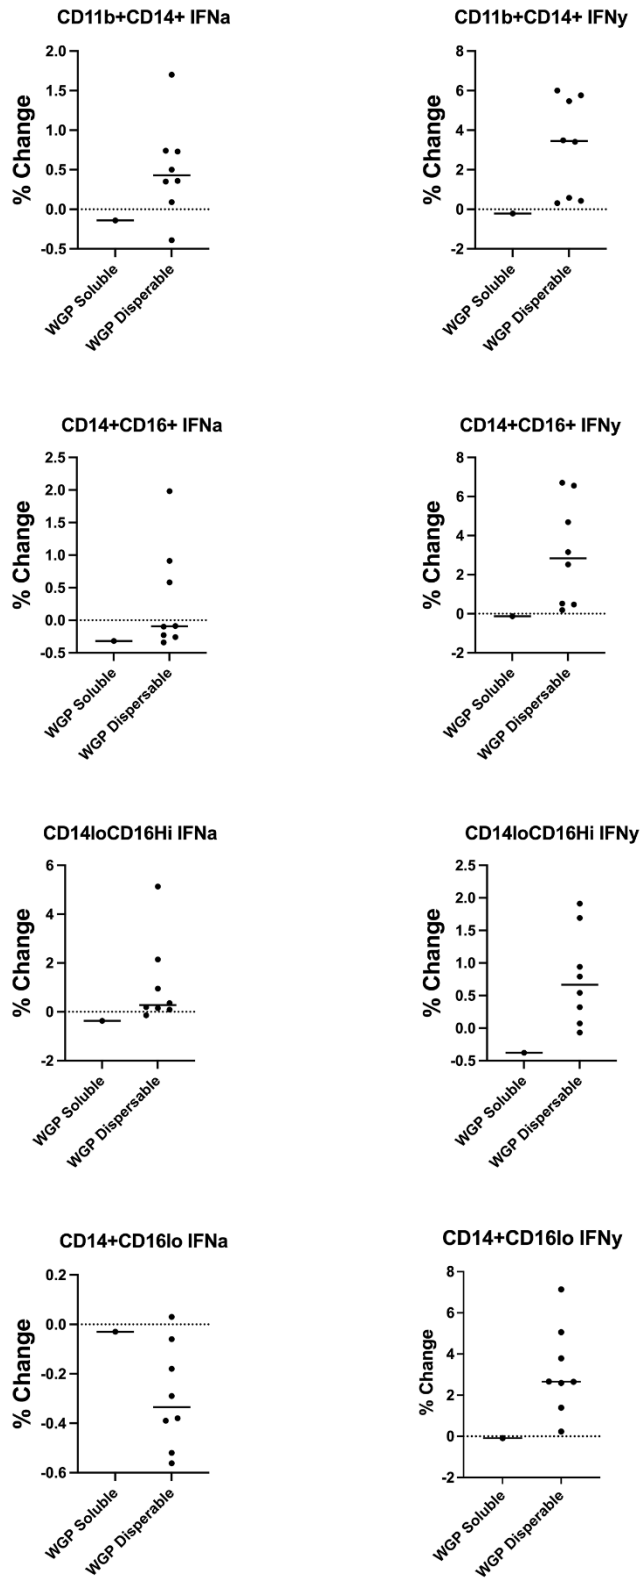 CD11b+CD14+ IFNa
% Change
2.0
1.5
1.0
0.5
0.0
-0.5
WGP Soluble
WGP Disperable
CD11b+CD14+ IFNy
% Change
8
6
4
2
0
-2
WGP Soluble
WGP Disperable
CD14+CD16+ IFNa
% Change
2.5
2.0
1.5
1.0
0.5
0.0
-0.5
WGP Soluble
WGP Dispersable
CD14+CD16+ IFNy
% Change
8
6
4
2
0
-2
WGP Soluble
WGP Dispersable
CD14loCD16Hi IFNa
% Change
6
4
2
0
-2
WGP Soluble
WGP Dispersable
CD14loCD16Hi IFNy
% Change
2.5
2.0
1.5
1.0
0.5
0.0
-0.5
WGP Soluble
WGP Dispersable
CD14+CD16lo IFNa
% Change
0.2
0.0
-0.2
-0.4
-0.6
WGP Soluble
WGP Disperable
CD14+CD16lo IFNy
% Change
8
6
4
2
0
-2
WGP Soluble
WGP Disperable